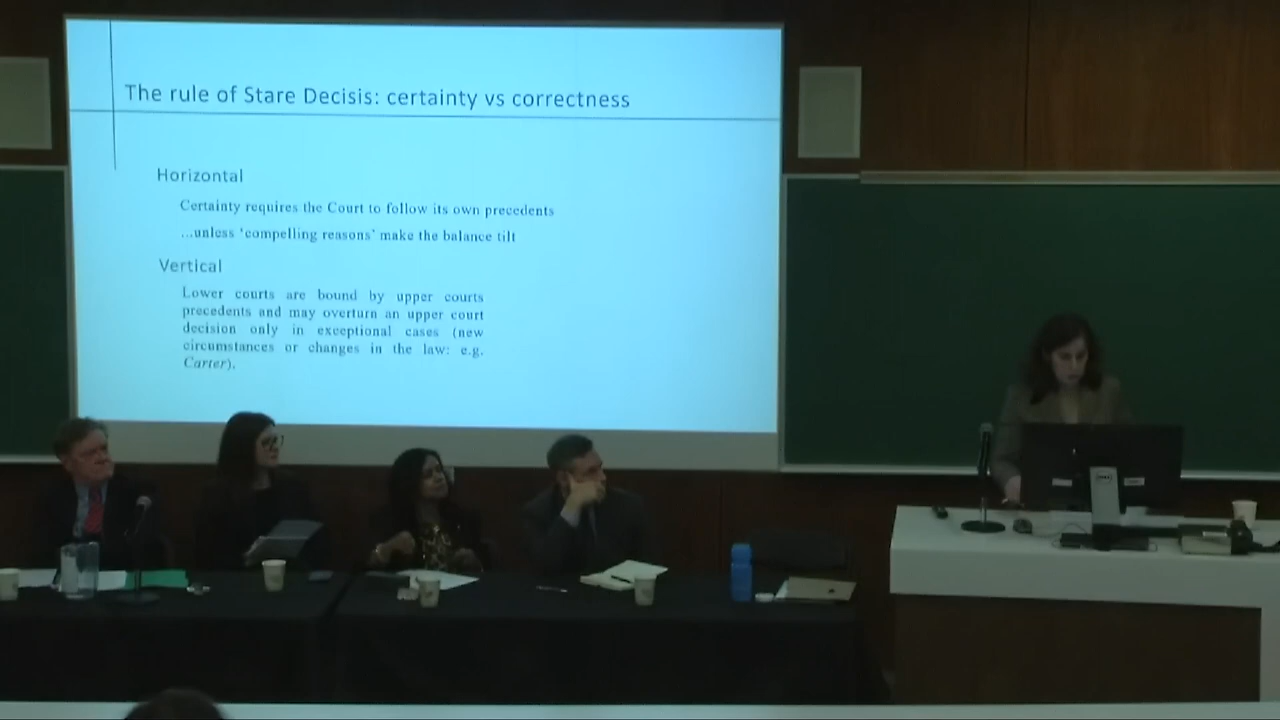 The rule of Stare Decisis: certainty vs correctness
Horizontal
Certainty requires the Court to follow its own precedents
...unless 'compelling reasons' make the balance tilt
Vertical
Lower courts are bound by upper courts
precedents and may overturn an upper court
decision only in exceptional cases (new
circumstances or changes in the law: e.g.
Carter).
DELL